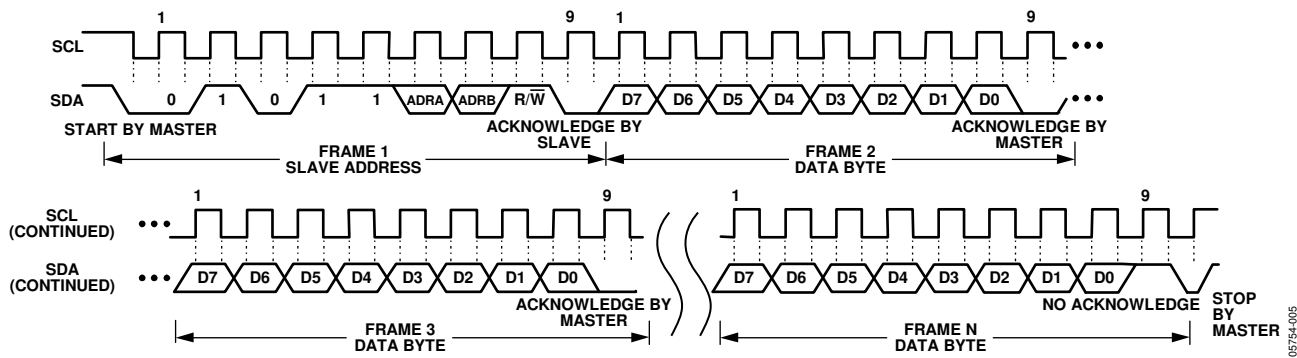 1 9 1 9
SCL
SDA
0 1 0 1 1 ADRA ADRB R/W̅ D7 D6 D5 D4 D3 D2 D1 D0
START BY MASTER
ACKNOWLEDGE BY
SLAVE
ACKNOWLEDGE BY
MASTER
FRAME 1
SLAVE ADDRESS
FRAME 2
DATA BYTE
1 9 1 9
SCL
(CONTINUED)
SDA
(CONTINUED)
D7 D6 D5 D4 D3 D2 D1 D0 D7 D6 D5 D4 D3 D2 D1 D0
ACKNOWLEDGE BY
MASTER
NO ACKNOWLEDGE
STOP
BY
MASTER
FRAME 3
DATA BYTE
FRAME N
DATA BYTE
05754-005